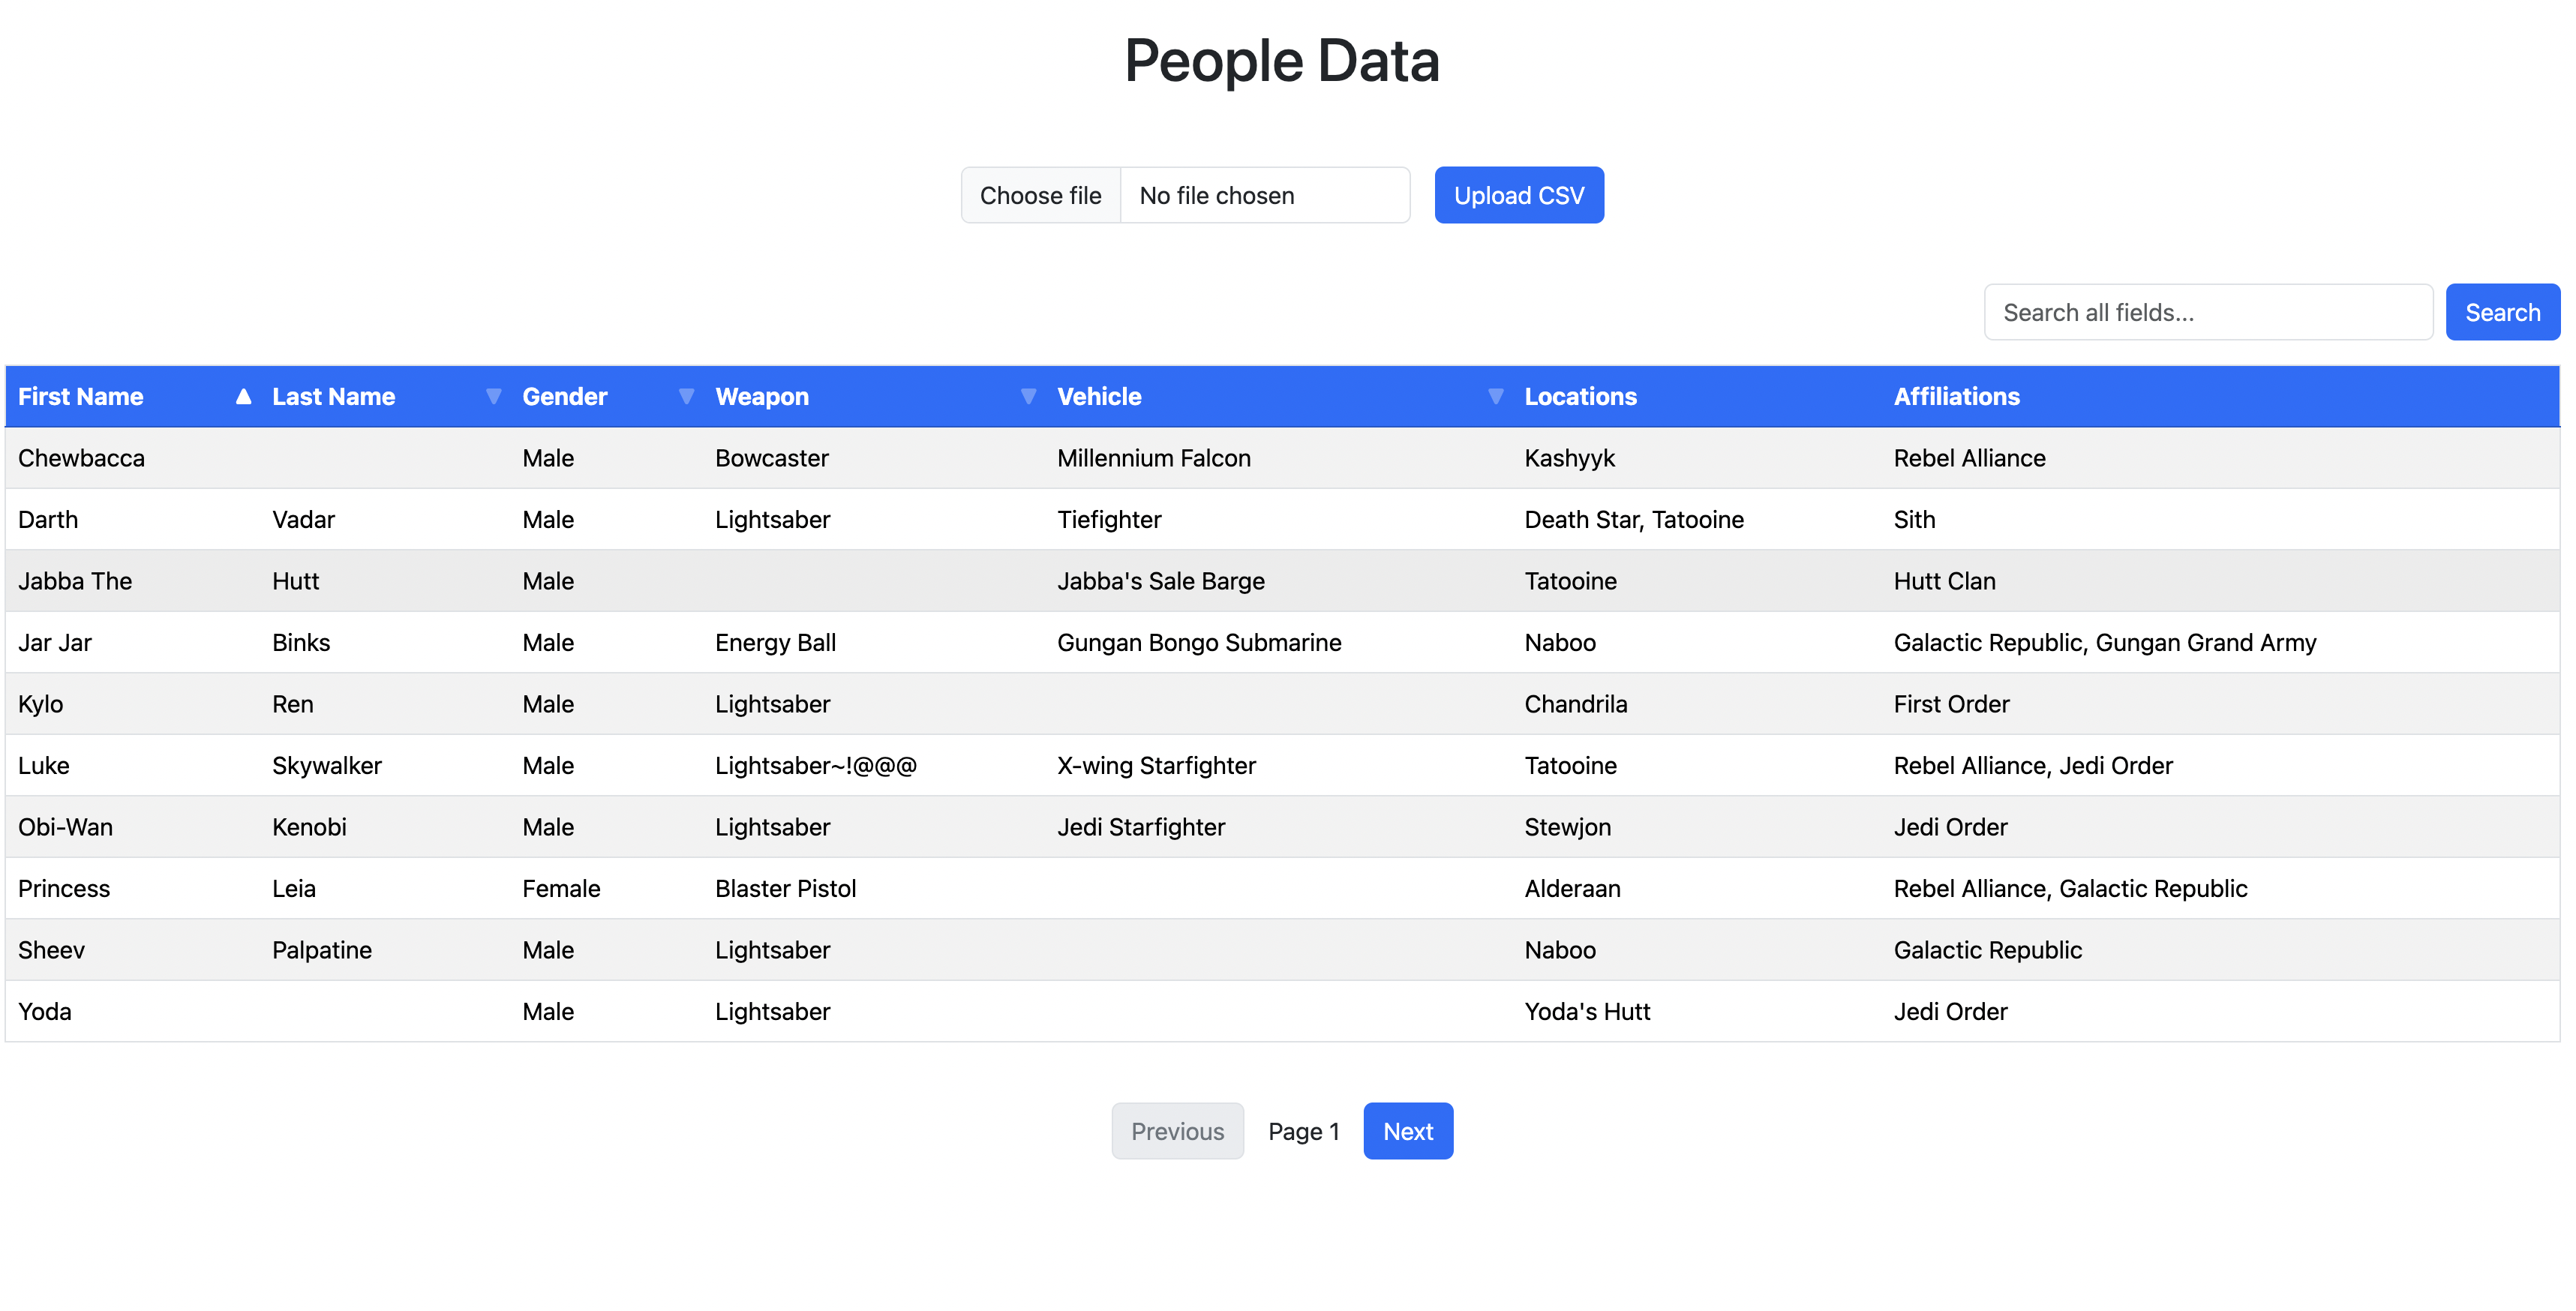 People Data
Choose file No file chosen Upload CSV
Search all fields... Search
First Name Last Name Gender Weapon Vehicle Locations Affiliations
Chewbacca Male Bowcaster Millennium Falcon Kashyyk Rebel Alliance
Darth Vadar Male Lightsaber Tiefighter Death Star, Tatooine Sith
Jabba The Hutt Male Jabba's Sale Barge Tatooine Hutt Clan
Jar Jar Binks Male Energy Ball Gungan Bongo Submarine Naboo Galactic Republic, Gungan Grand Army
Kylo Ren Male Lightsaber Chandrila First Order
Luke Skywalker Male Lightsaber~!@@@ X-wing Starfighter Tatooine Rebel Alliance, Jedi Order
Obi-Wan Kenobi Male Lightsaber Jedi Starfighter Stewjon Jedi Order
Princess Leia Female Blaster Pistol Alderaan Rebel Alliance, Galactic Republic
Sheev Palpatine Male Lightsaber Naboo Galactic Republic
Yoda Male Lightsaber Yoda's Hutt Jedi Order
Previous Page 1 Next